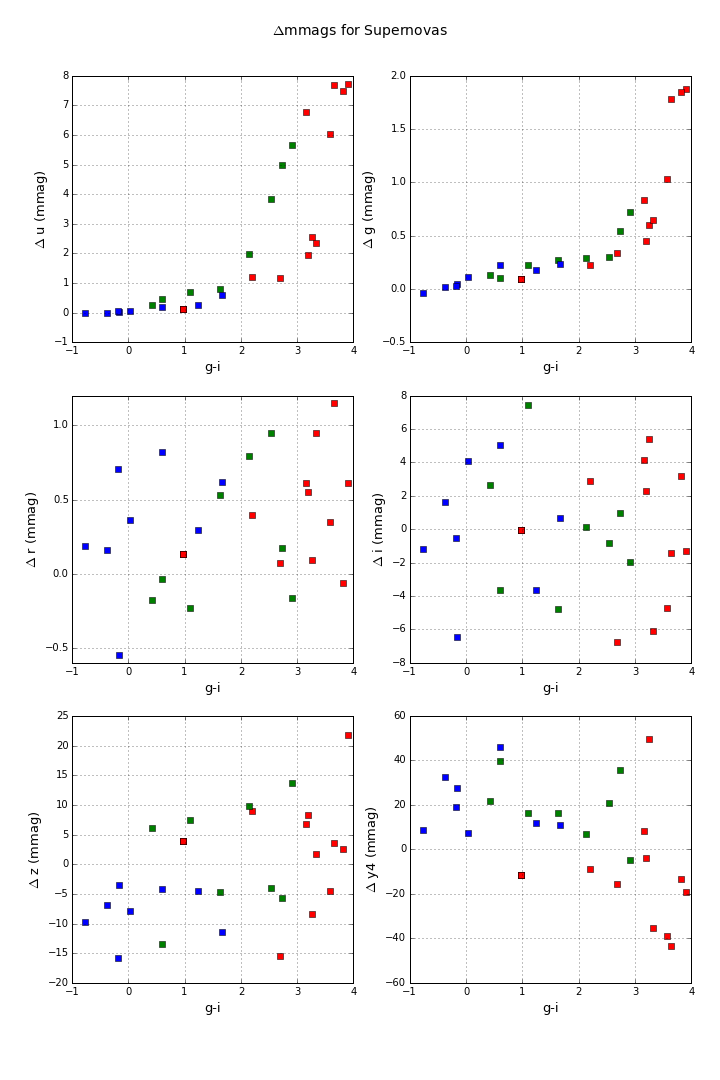 Δmmags for Supernovas
Δ u (mmag)
8
7
6
5
4
3
2
1
0
−1
−1 0 1 2 3 4
g-i
Δ g (mmag)
2.0
1.5
1.0
0.5
0.0
−0.5
−1 0 1 2 3 4
g-i
Δ r (mmag)
1.0
0.5
0.0
−0.5
−1 0 1 2 3 4
g-i
Δ i (mmag)
8
6
4
2
0
−2
−4
−6
−8
−1 0 1 2 3 4
g-i
Δ z (mmag)
25
20
15
10
5
0
−5
−10
−15
−20
−1 0 1 2 3 4
g-i
Δ y4 (mmag)
60
40
20
0
−20
−40
−60
−1 0 1 2 3 4
g-i